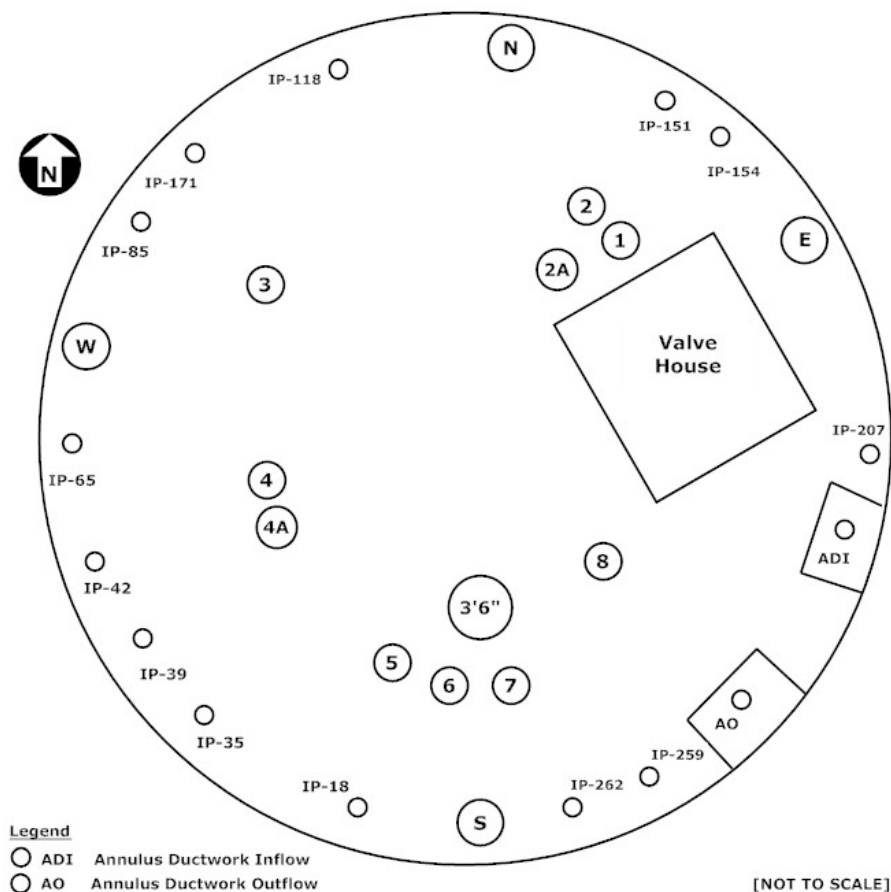 N
IP-118
IP-151
IP-154
N
IP-171
IP-85
2
1
E
2A
3
W
Valve
House
IP-207
IP-65
4
4A
ADI
8
IP-42
3'6"
IP-39
5
6
7
AO
IP-35
IP-259
IP-18
IP-262
S
Legend
ADI Annulus Ductwork Inflow
AO Annulus Ductwork Outflow
[NOT TO SCALE]